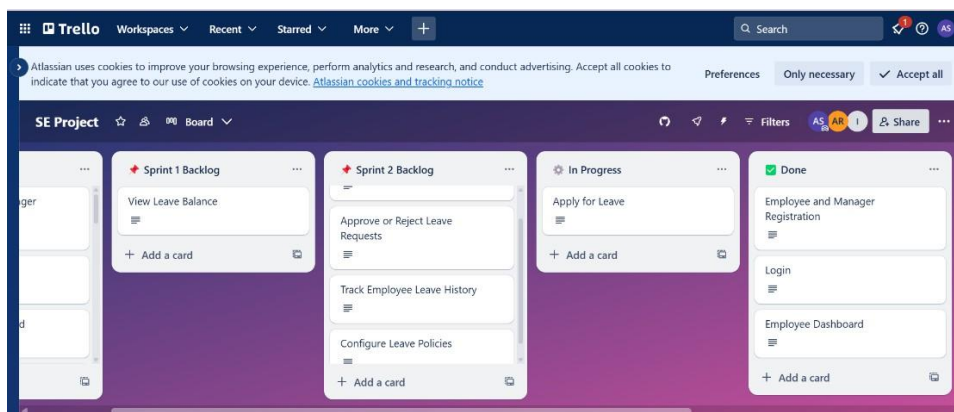 Trello Workspaces Recent Starred More + Search 1 AS
Atlassian uses cookies to improve your browsing experience, perform analytics and research, and conduct advertising. Accept all cookies to
indicate that you agree to our use of cookies on your device. Atlassian cookies and tracking notice
Preferences Only necessary Accept all
SE Project Board Filters AS AR I Share
ager
d
Sprint 1 Backlog
View Leave Balance
+ Add a card
Sprint 2 Backlog
Approve or Reject Leave
Requests
Track Employee Leave History
Configure Leave Policies
+ Add a card
In Progress
Apply for Leave
+ Add a card
Done
Employee and Manager
Registration
Login
Employee Dashboard
+ Add a card